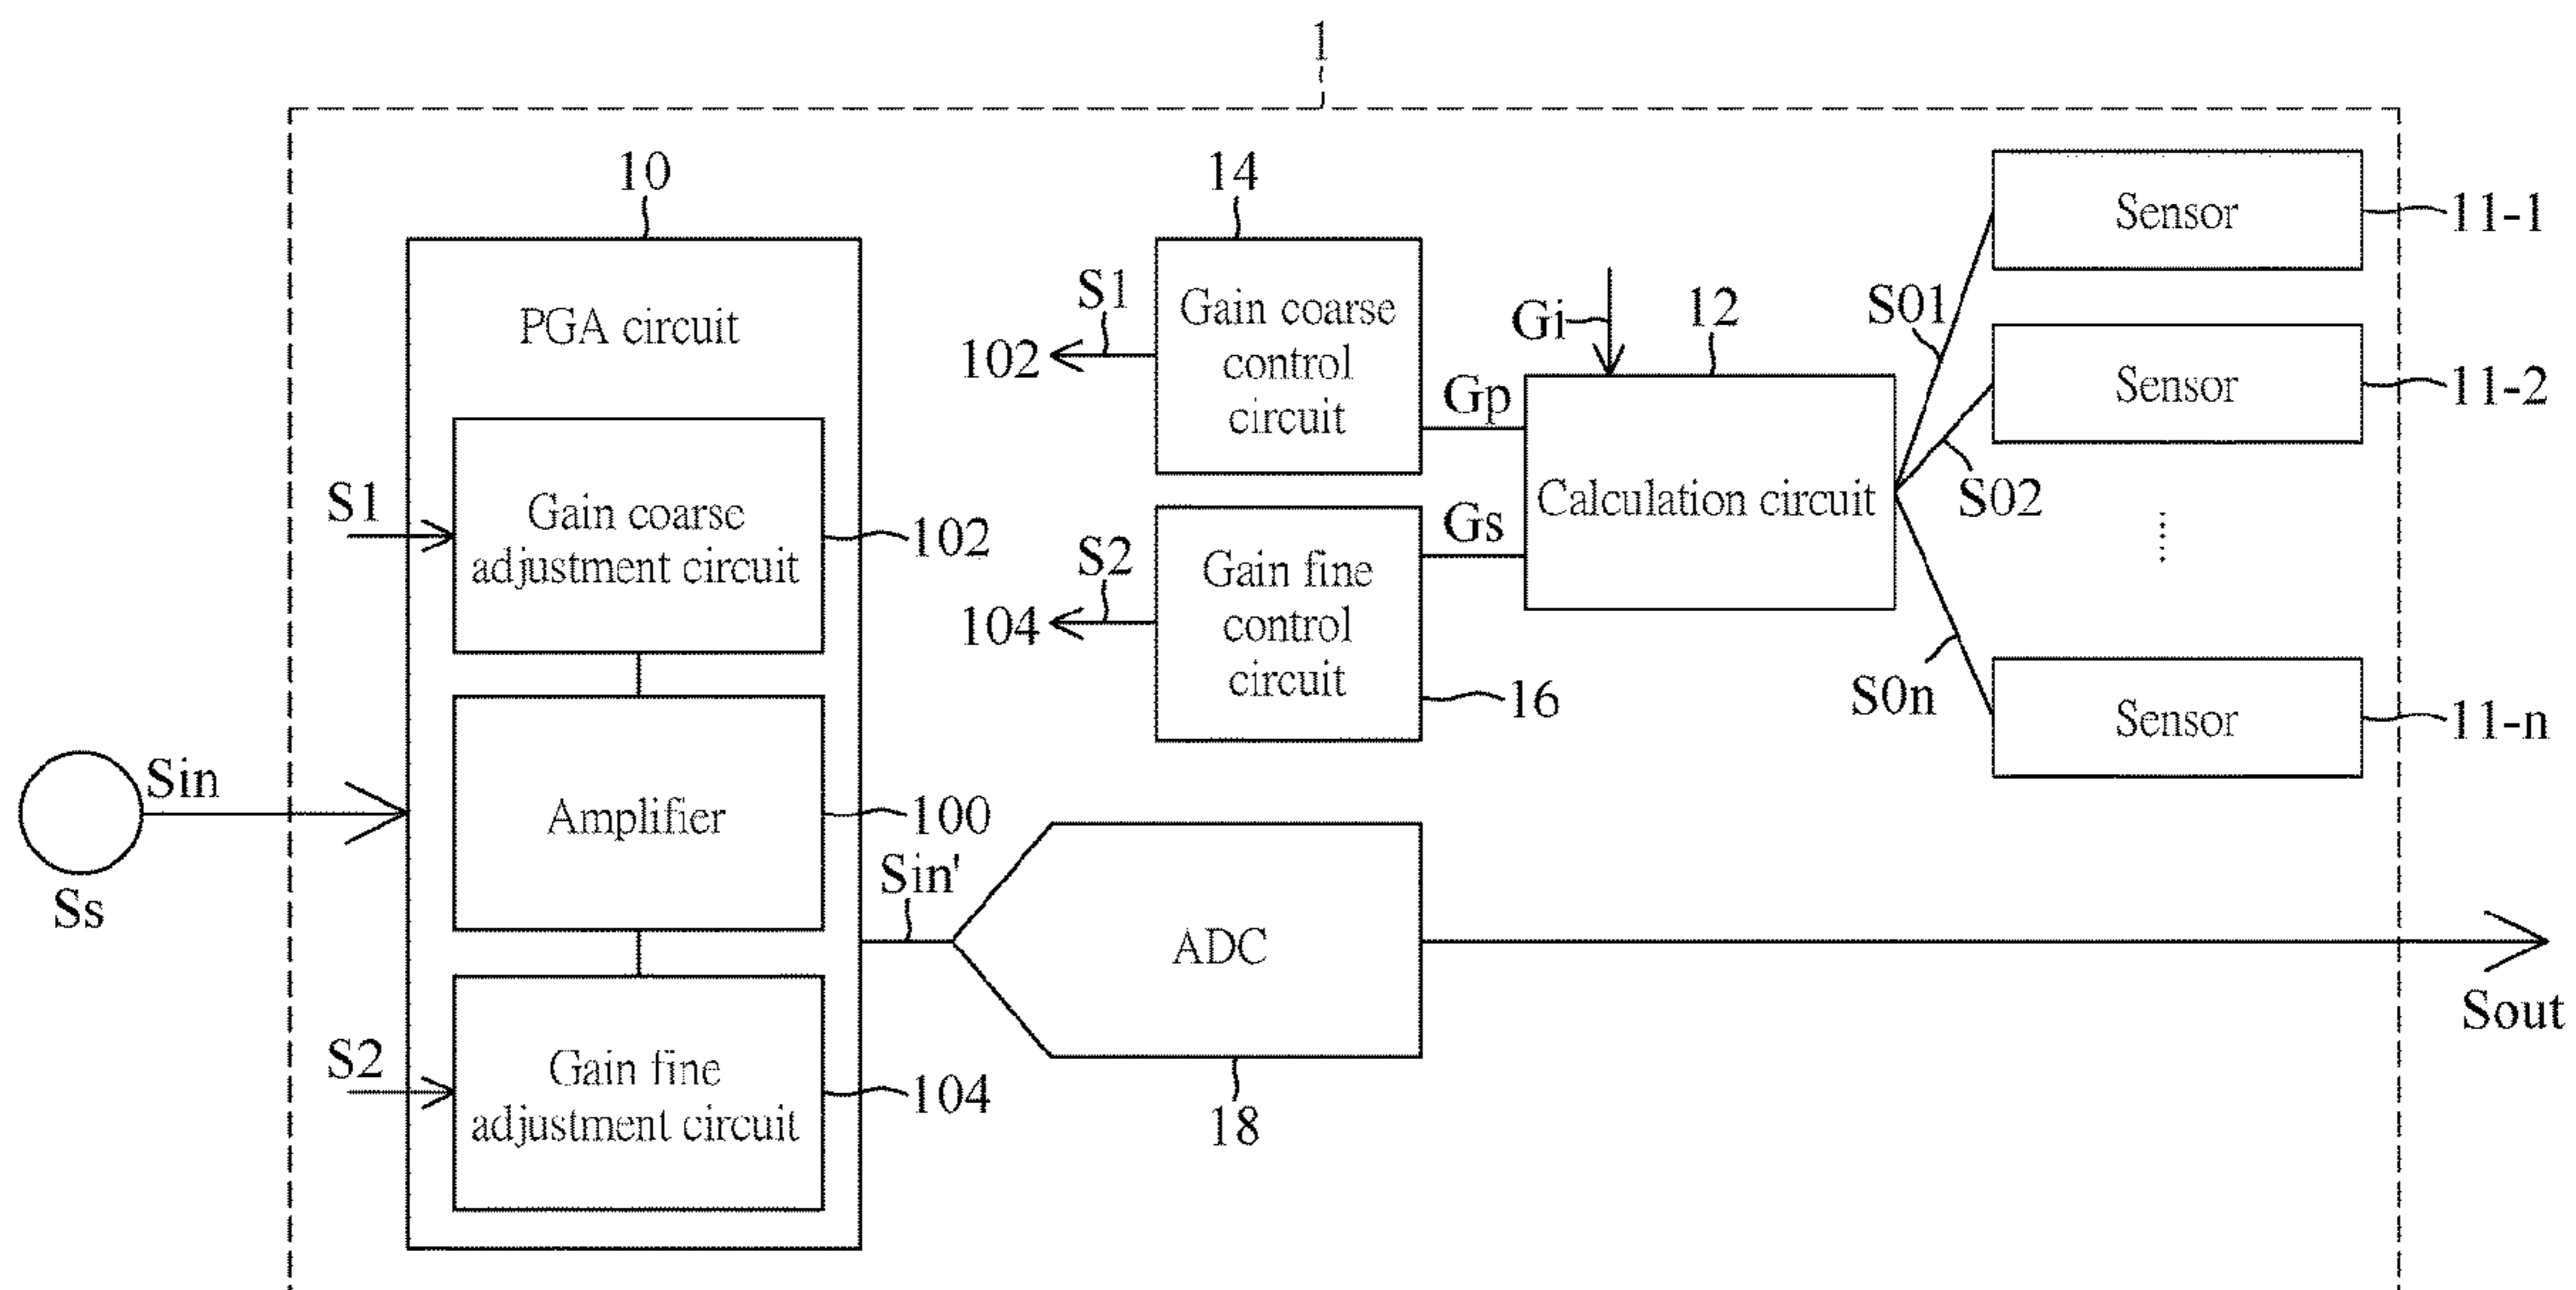 1
10
PGA circuit
S1
Gain coarse
adjustment circuit
102
Amplifier
100
Sin
Ss
S2
Gain fine
adjustment circuit
104
14
Gain coarse
control
circuit
S1
102
Gain fine
control
circuit
S2
104
16
Gp
Gs
Gi
12
Calculation circuit
S01
S02
S0n
Sensor
11-1
Sensor
11-2
Sensor
11-n
Sin'
ADC
18
Sout